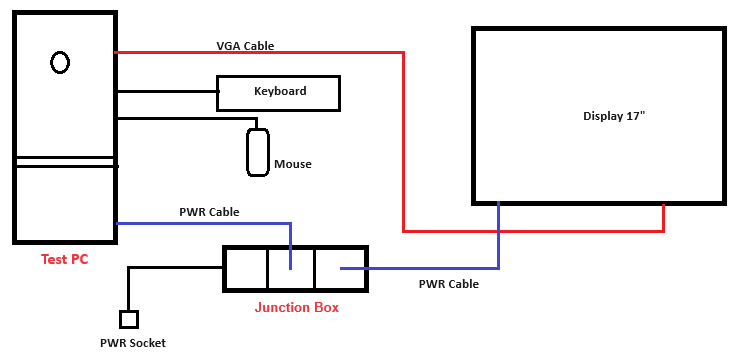 VGA Cable
Keyboard
Display 17"
Mouse
PWR Cable
Test PC
PWR Cable
Junction Box
PWR Socket